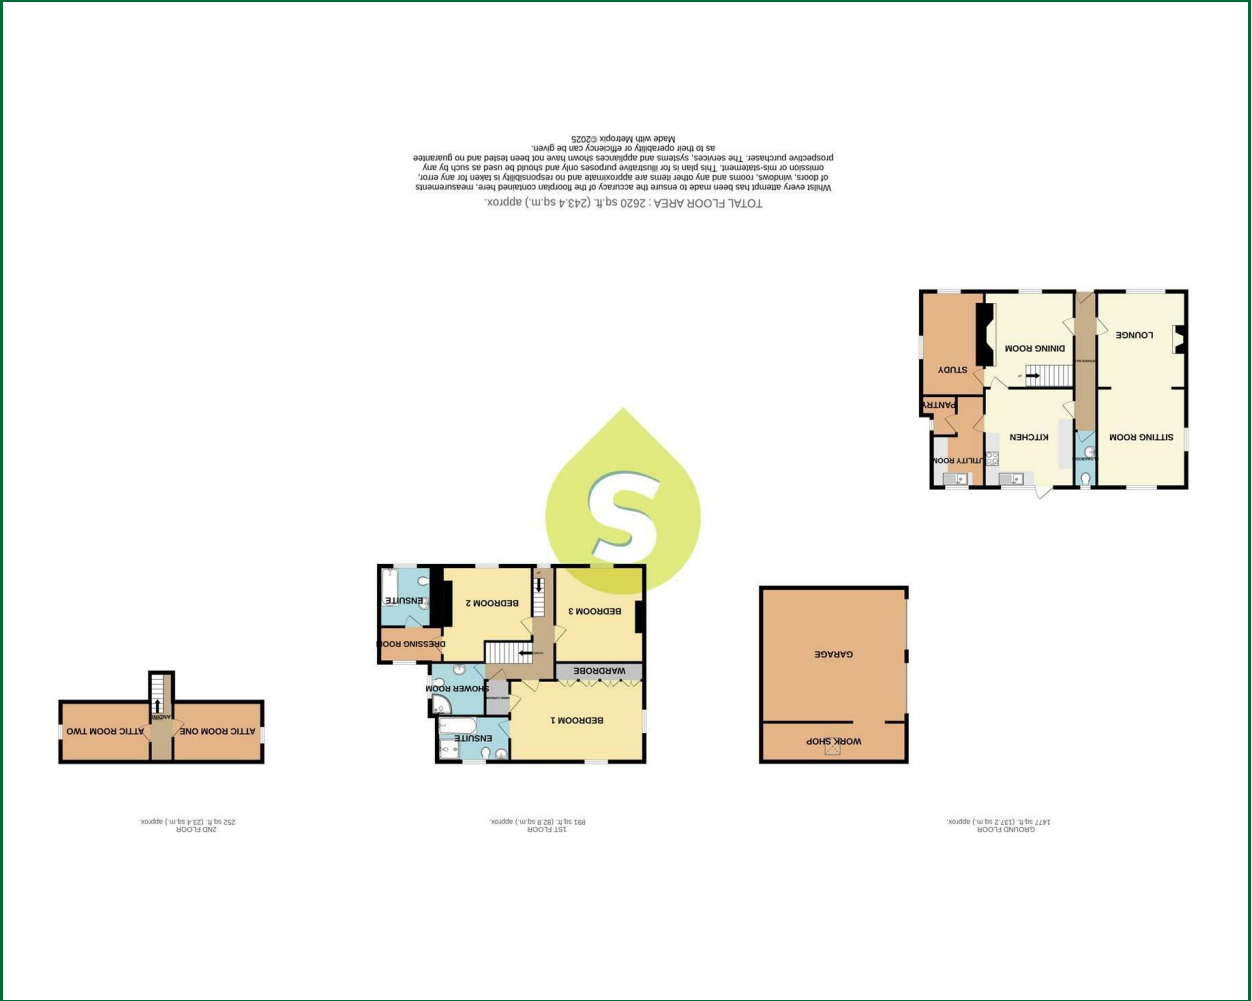 GROUND FLOOR
1477 sq.ft. (137.2 sq.m.) approx.
1ST FLOOR
891 sq.ft. (82.8 sq.m.) approx.
2ND FLOOR
252 sq.ft. (23.4 sq.m.) approx.
WORK SHOP
GARAGE
ENSUITE
BEDROOM 1
SHOWER ROOM
WARDROBE
DRESSING ROOM
ENSUITE
BEDROOM 2
BEDROOM 3
UP
ATTIC ROOM ONE
LANDING
ATTIC ROOM TWO
S
UTILITY ROOM
PANTRY
KITCHEN
CLOAKROOM
SITTING ROOM
STUDY
DINING ROOM
UP
LOUNGE
TOTAL FLOOR AREA : 2620 sq.ft. (243.4 sq.m.) approx.
Whilst every attempt has been made to ensure the accuracy of the floorplan contained here, measurements
of doors, windows, rooms and any other items are approximate and no responsibility is taken for any error,
omission or mis-statement. This plan is for illustrative purposes only and should be used as such by any
prospective purchaser. The services, systems and appliances shown have not been tested and no guarantee
as to their operability or efficiency can be given.
Made with Metropix ©2025